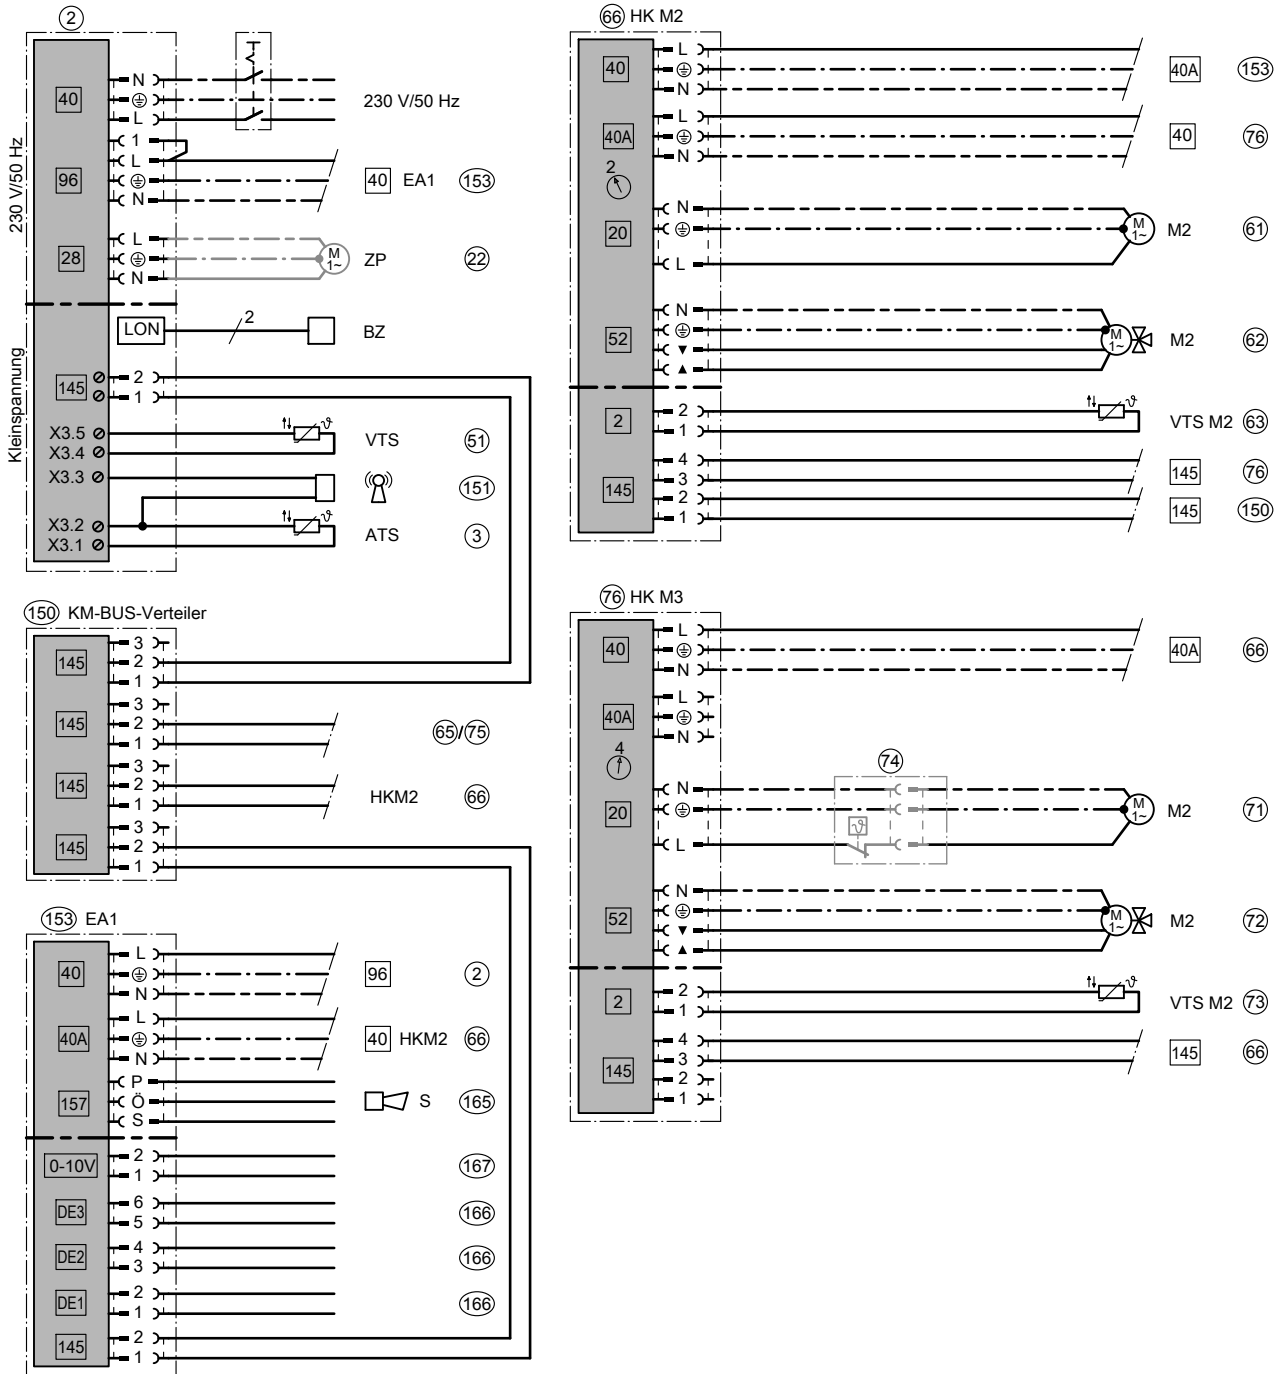 2
230 V/50 Hz
Kleinspannung
40
N
L
230 V/50 Hz
96
1
L
N
40 EA1 153
28
L
N
M
1~
ZP 22
LON
2
BZ
145
2
1
X3.5
X3.4
ϑ
VTS 51
X3.3
151
X3.2
X3.1
ϑ
ATS 3
150 KM-BUS-Verteiler
145
3
2
1
145
3
2
1
65/75
145
3
2
1
HKM2 66
145
3
2
1
153 EA1
40
L
N
96 2
40A
L
N
40 HKM2 66
157
P
Ö
S
S 165
0-10V
2
1
167
DE3
6
5
166
DE2
4
3
166
DE1
2
1
166
145
2
1
66 HK M2
40
L
N
40A 153
40A
L
N
40 76
2
20
N
L
M
1~
M2 61
52
N
M
1~
M2 62
2
2
1
ϑ
VTS M2 63
145
4
3
2
1
145 76
145 150
76 HK M3
40
L
N
40A 66
40A
L
N
4
74
20
N
L
ϑ
M
1~
M2 71
52
N
M
1~
M2 72
2
2
1
ϑ
VTS M2 73
145
4
3
2
1
145 66